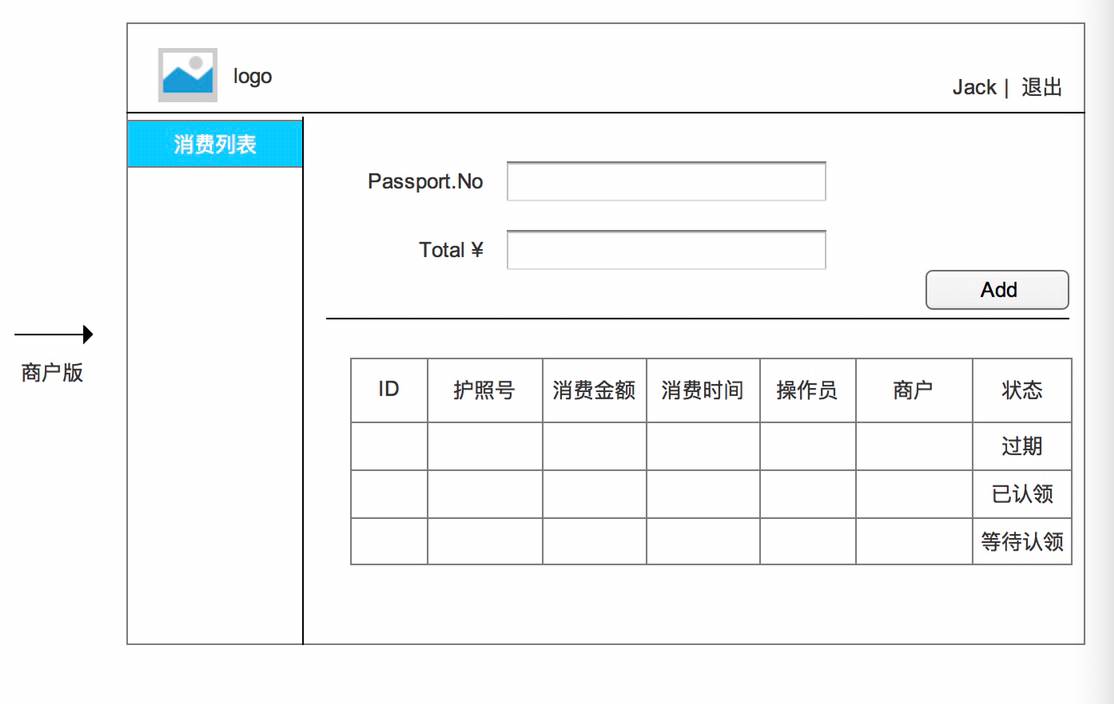 logo
Jack | 退出
消费列表
Passport.No
Total ¥
Add
商户版
ID 护照号 消费金额 消费时间 操作员 商户 状态
过期
已认领
等待认领